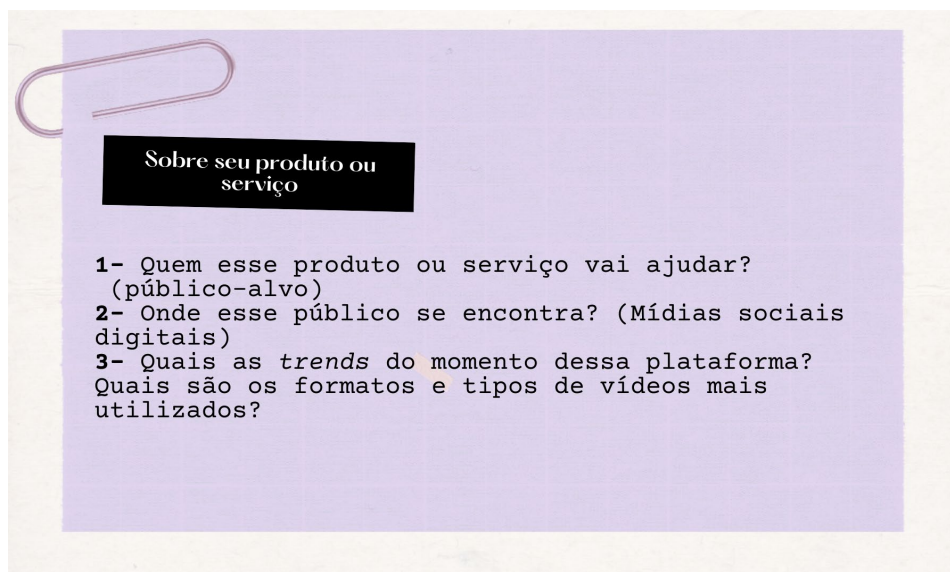 Sobre seu produto ou
serviço
1- Quem esse produto ou serviço vai ajudar?
(público-alvo)
2- Onde esse público se encontra? (Mídias sociais
digitais)
3- Quais as trends do momento dessa plataforma?
Quais são os formatos e tipos de vídeos mais
utilizados?